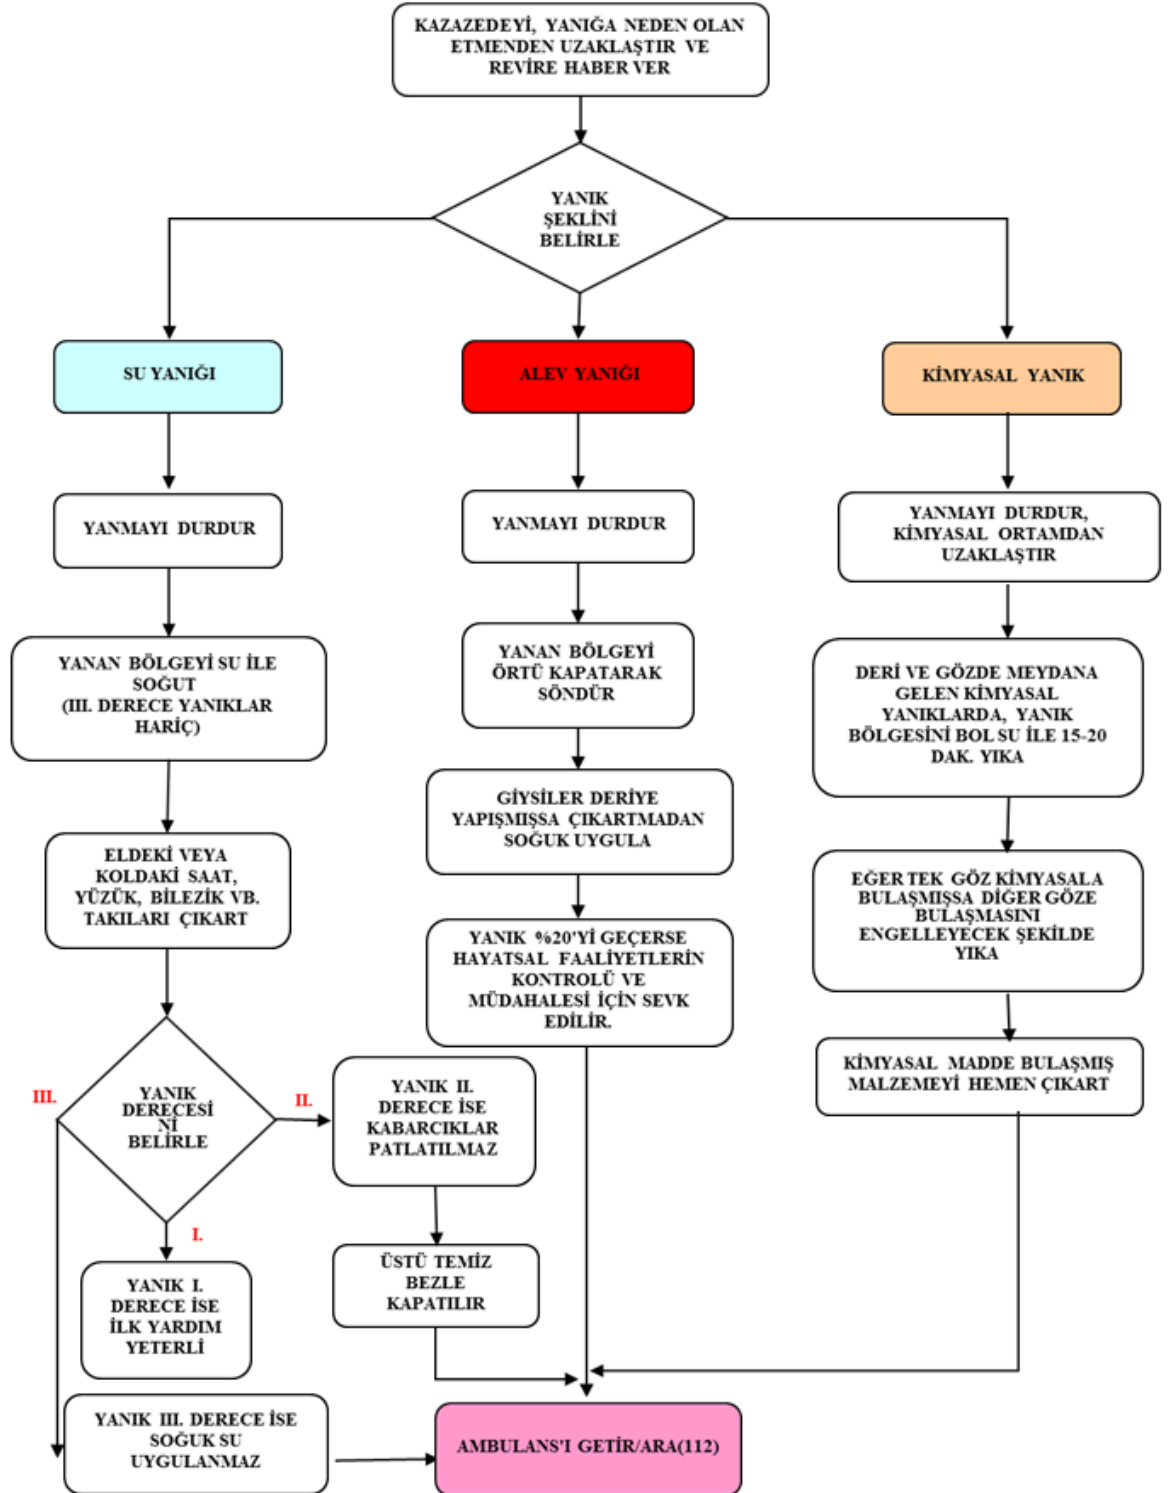 KAZAZEDEYİ, YANIĞA NEDEN OLAN
ETMENDEN UZAKLAŞTIR VE
REVİRE HABER VER
YANIK
ŞEKLİNİ
BELİRLE
SU YANIĞI
ALEV YANIĞI
KİMYASAL YANIK
YANMAYI DURDUR
YANMAYI DURDUR
YANMAYI DURDUR,
KİMYASAL ORTAMDAN
UZAKLAŞTIR
YANAN BÖLGEYİ SU İLE
SOĞUT
(III. DERECE YANIKLAR
HARİÇ)
YANAN BÖLGEYİ
ÖRTÜ KAPATARAK
SÖNDÜR
DERİ VE GÖZDE MEYDANA
GELEN KİMYASAL
YANIKLARDA, YANIK
BÖLGESİNİ BOL SU İLE 15-20
DAK. YIKA
GİYSİLER DERİYE
YAPIŞMIŞSA ÇIKARTMADAN
SOĞUK UYGULA
ELDEKİ VEYA
KOLDAKİ SAAT,
YÜZÜK, BİLEZİK VB.
TAKILARI ÇIKART
EĞER TEK GÖZ KİMYASALA
BULAŞMIŞSA DİĞER GÖZE
BULAŞMASINI
ENGELLEYECEK ŞEKİLDE
YIKA
YANIK %20'Yİ GEÇERSE
HAYATSAL FAALİYETLERİN
KONTROLÜ VE
MÜDAHALESİ İÇİN SEVK
EDİLİR.
KİMYASAL MADDE BULAŞMIŞ
MALZEMEYİ HEMEN ÇIKART
III.
YANIK
DERECESİ
Nİ
BELİRLE
II.
YANIK II.
DERECE İSE
KABARCIKLAR
PATLATILMAZ
I.
YANIK I.
DERECE İSE
İLK YARDIM
YETERLİ
ÜSTÜ TEMİZ
BEZLE
KAPATILIR
YANIK III. DERECE İSE
SOĞUK SU
UYGULANMAZ
AMBULANS'I GETİR/ARA(112)